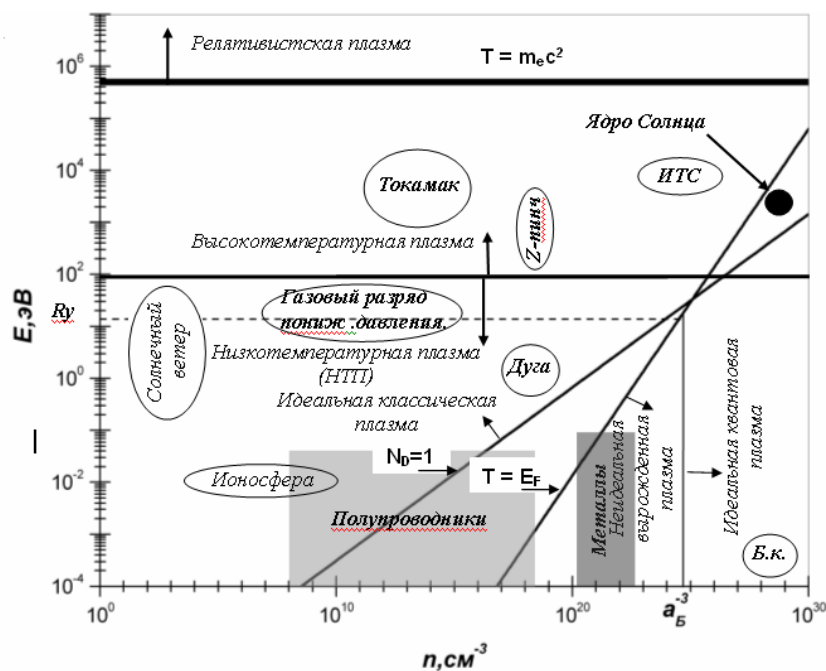 Релятивистская плазма
T = mₑc²
10⁶
Ядро Солнца
ИТС
Токамак
10⁴
Z-пинч
Высокотемпературная плазма
10²
E,эВ
Ry
Газовый разряд
пониж .давления.
Солнечный
ветер
Низкотемпературная плазма
(НТП)
Дуга
10⁰
Идеальная классическая
плазма
N_D=1
T = E_F
10⁻²
Ионосфера
Полупроводники
Металлы
Неидеальная
вырожденная
плазма
Идеальная квантовая
плазма
Б.к.
10⁻⁴
10⁰
10¹⁰
10²⁰
a_Б⁻³
10³⁰
n,см⁻³